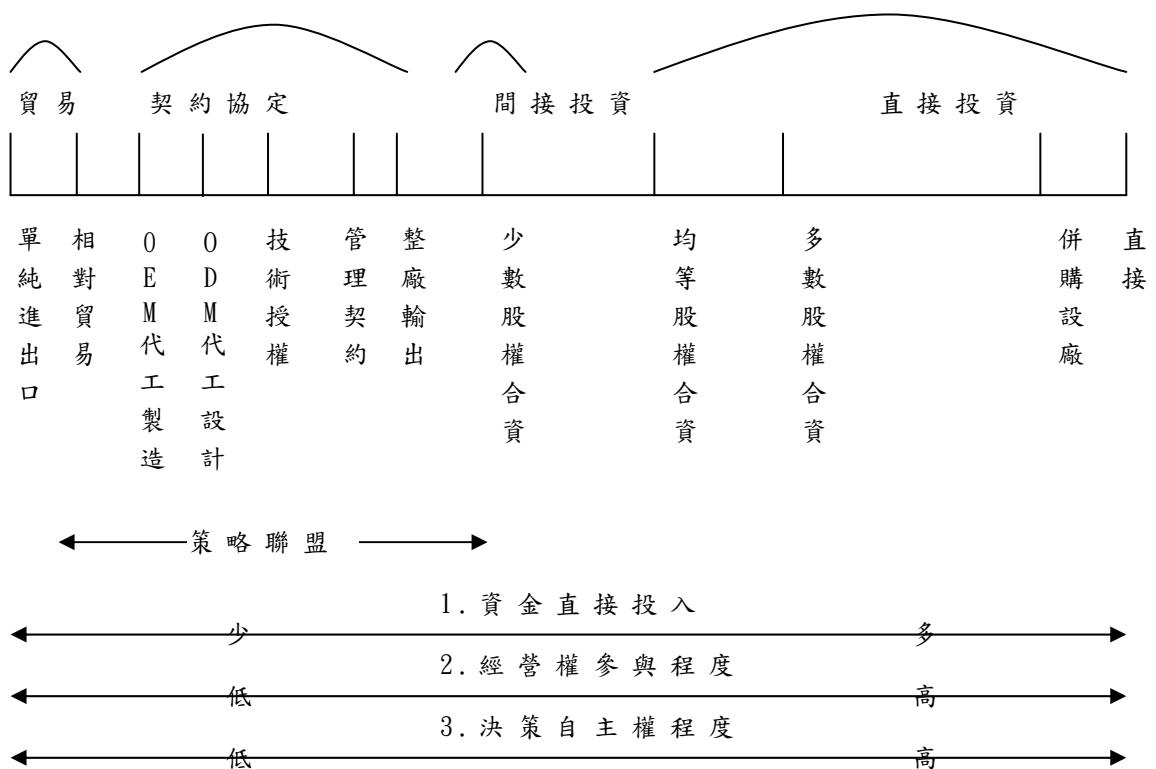 貿易 契約協定 間接投資 直接投資
單純進出口
相對貿易
OEM代工製造
ODM代工設計
技術授權
管理契約
整廠輸出
少數股權合資
均等股權合資
多數股權合資
併購設廠
直接
策略聯盟
1.資金直接投入
少 多
2.經營權參與程度
低 高
3.決策自主權程度
低 高